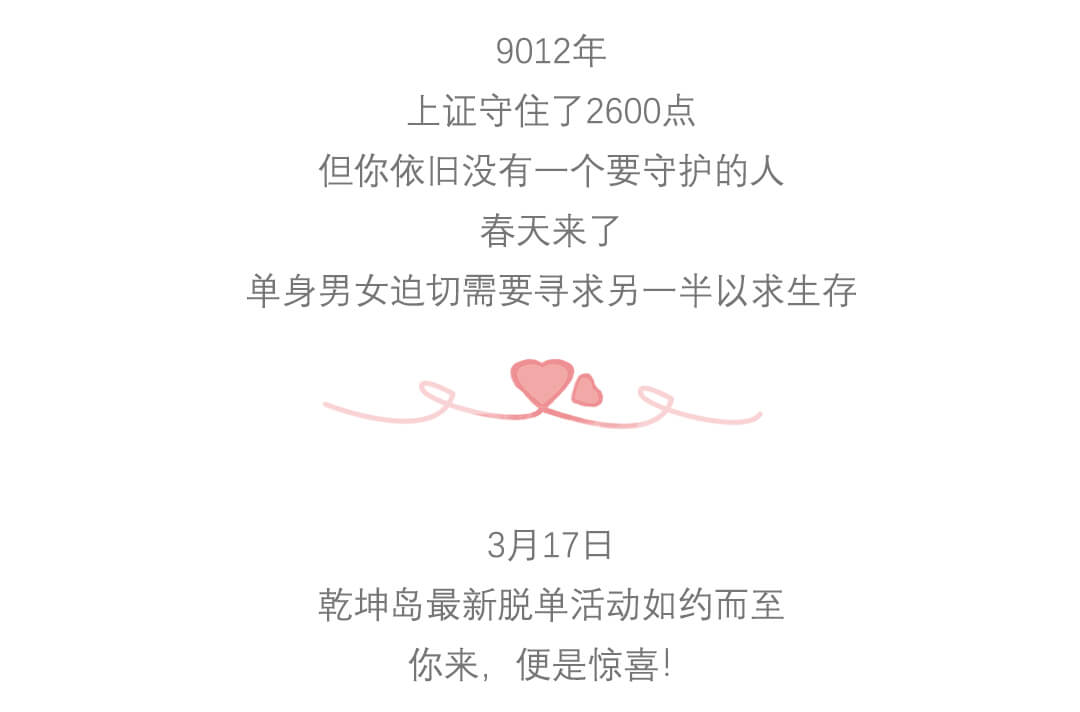 9012年
上证守住了2600点
但你依旧没有一个要守护的人
春天来了
单身男女迫切需要寻求另一半以求生存
3月17日
乾坤岛最新脱单活动如约而至
你来，便是惊喜！